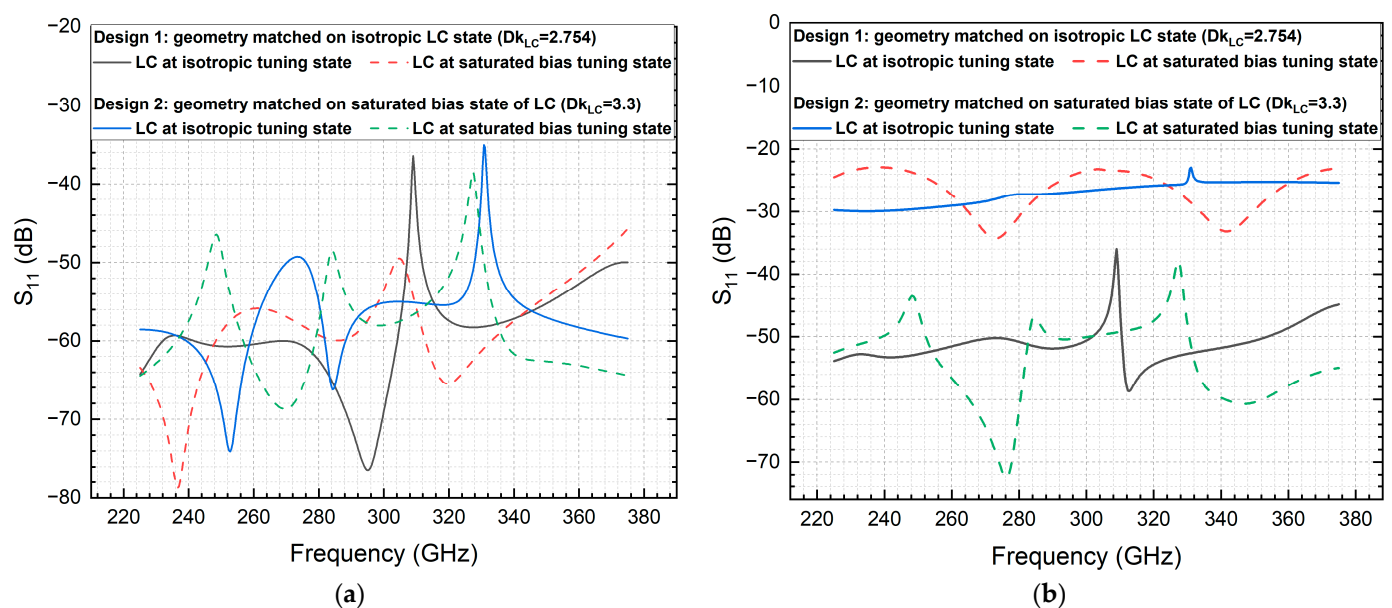 Design 1: geometry matched on isotropic LC state (DkLC=2.754)
LC at isotropic tuning state LC at saturated bias tuning state
Design 2: geometry matched on saturated bias state of LC (DkLC=3.3)
LC at isotropic tuning state LC at saturated bias tuning state
−20
−30
−40
−50
−60
−70
−80
S11 (dB)
220 240 260 280 300 320 340 360 380
Frequency (GHz)
(a)
Design 1: geometry matched on isotropic LC state (DkLC=2.754)
LC at isotropic tuning state LC at saturated bias tuning state
Design 2: geometry matched on saturated bias state of LC (DkLC=3.3)
LC at isotropic tuning state LC at saturated bias tuning state
0
−10
−20
−30
−40
−50
−60
−70
S11 (dB)
220 240 260 280 300 320 340 360 380
Frequency (GHz)
(b)